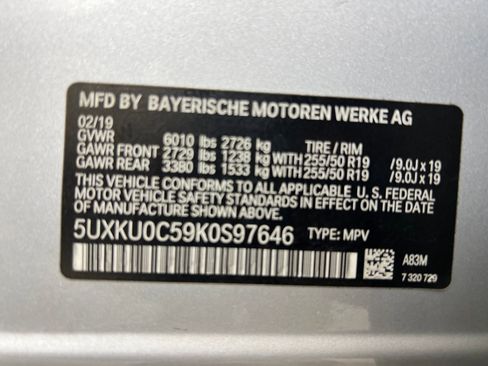 MFD BY BAYERISCHE MOTOREN WERKE AG
02/19
GVWR 6010 lbs 2726 kg TIRE / RIM
GAWR FRONT 2729 lbs 1238 kg WITH 255/50 R19 /9.0J x 19
GAWR REAR 3380 lbs 1533 kg WITH 255/50 R19 /9.0J x 19
THIS VEHICLE CONFORMS TO ALL APPLICABLE U.S. FEDERAL
MOTOR VEHICLE SAFETY STANDARDS IN EFFECT ON THE DATE OF MANUFACTURE SHOWN ABOVE.
5UXKU0C59K0S97646 TYPE: MPV
A83M
7 320 729